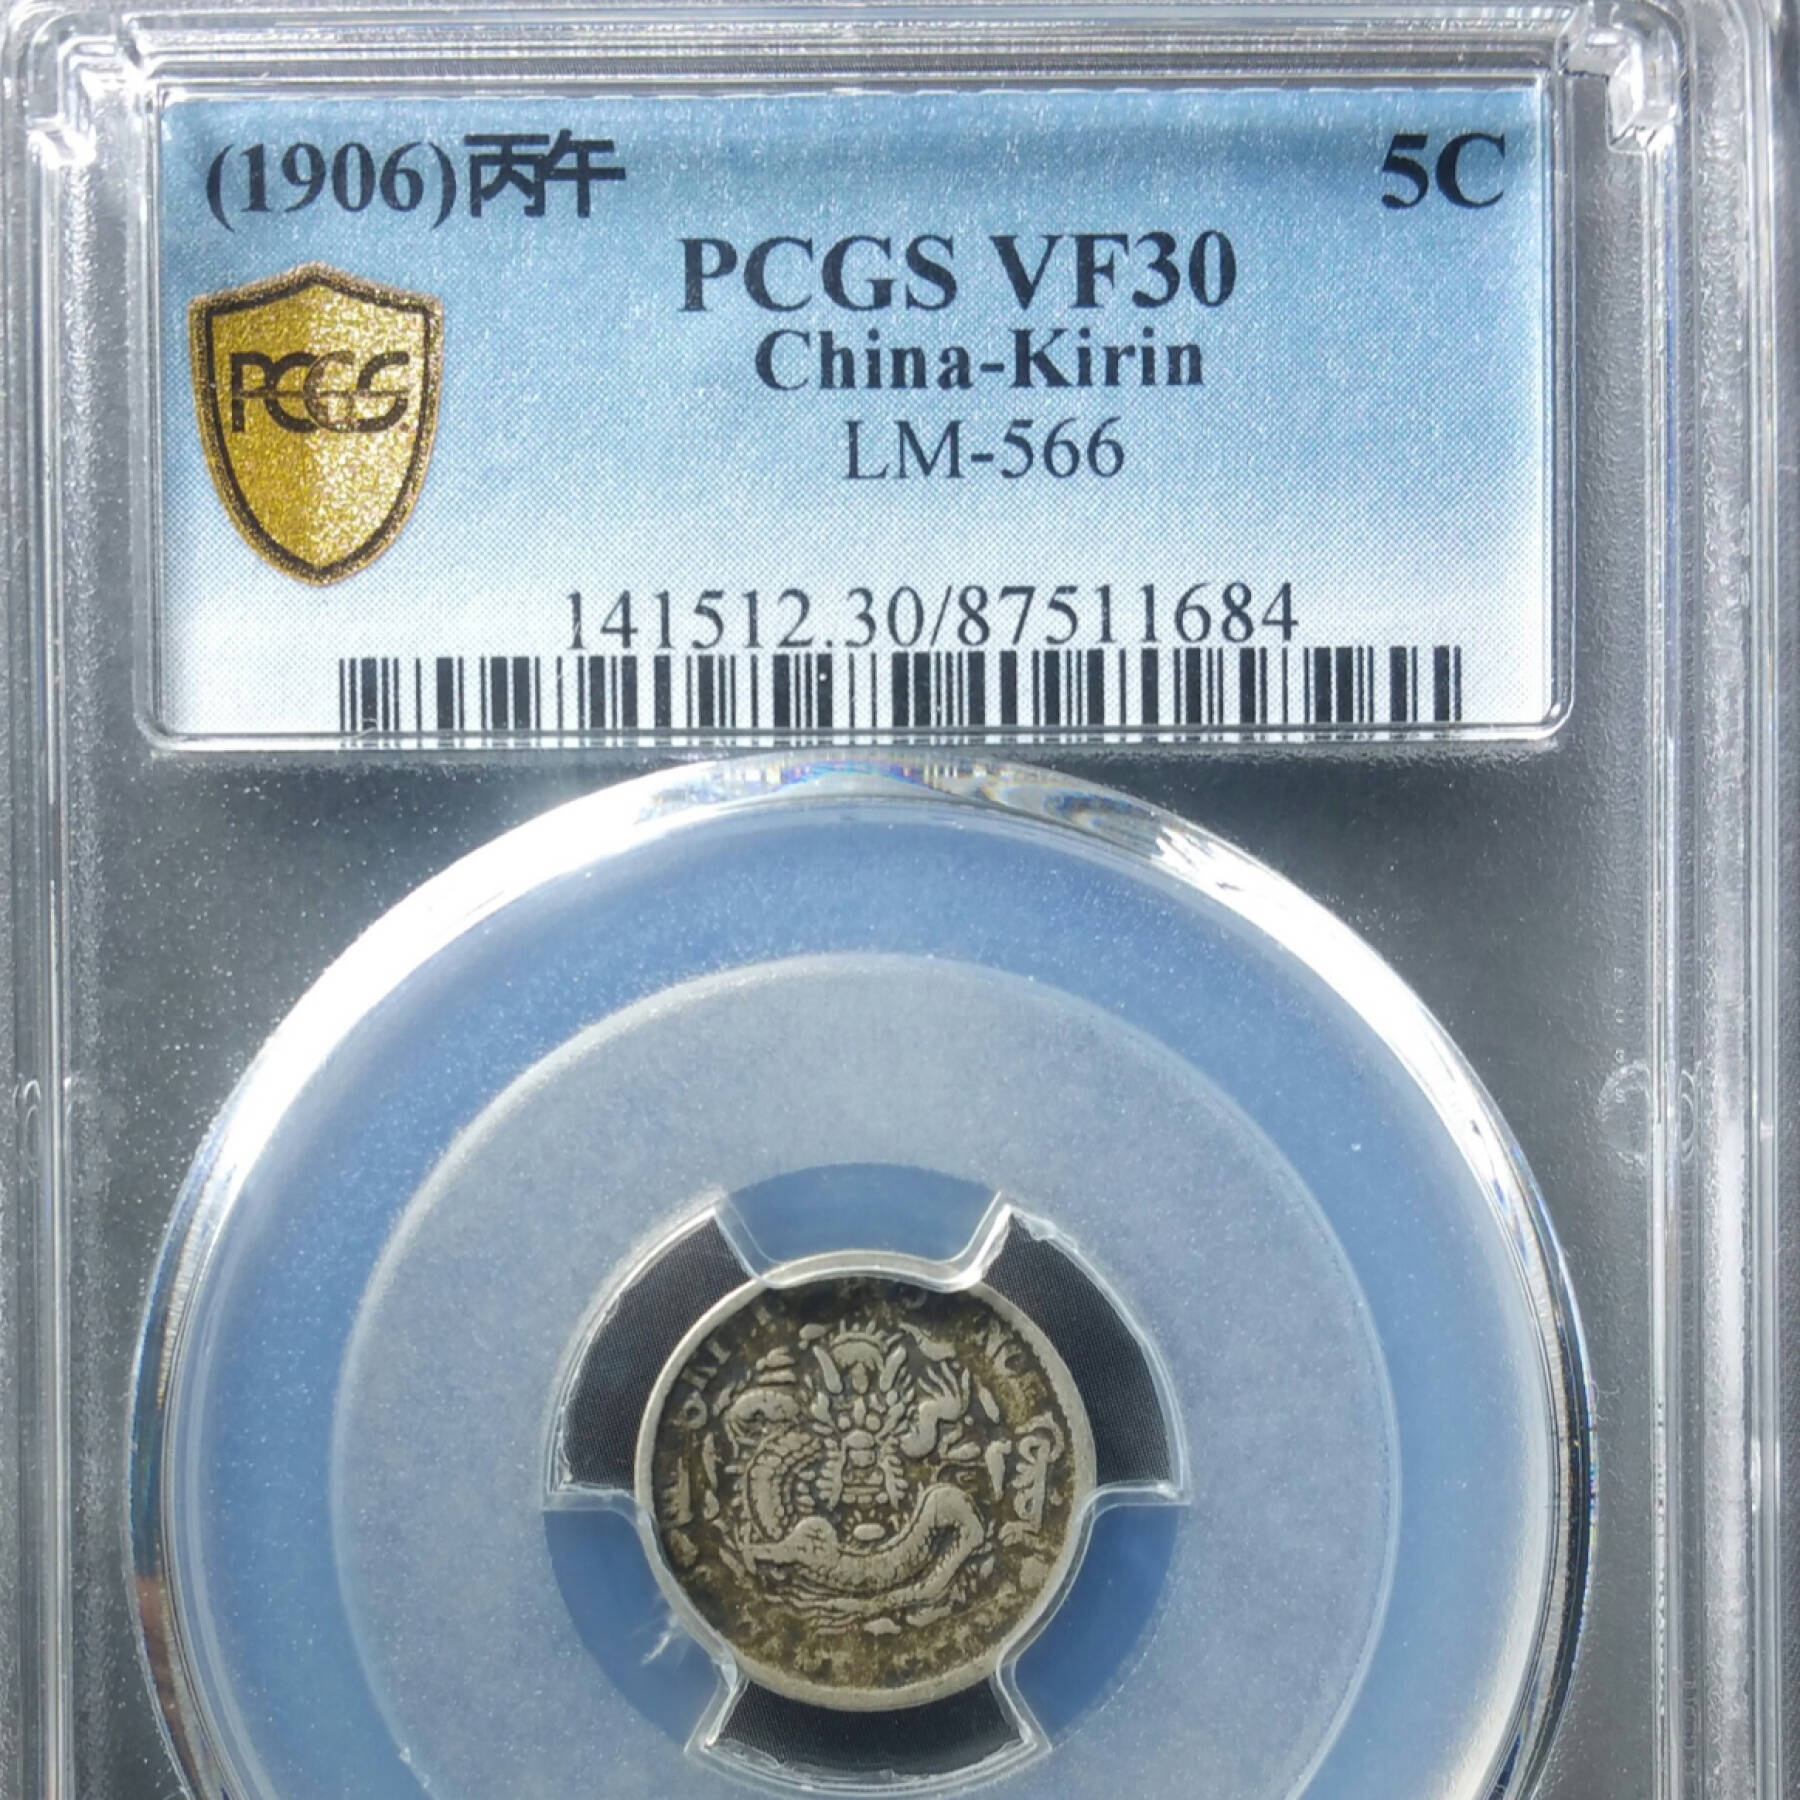 (1906)丙午 5C
PCGS VF30
China-Kirin
LM-566
PCGS
141512.30/87511684